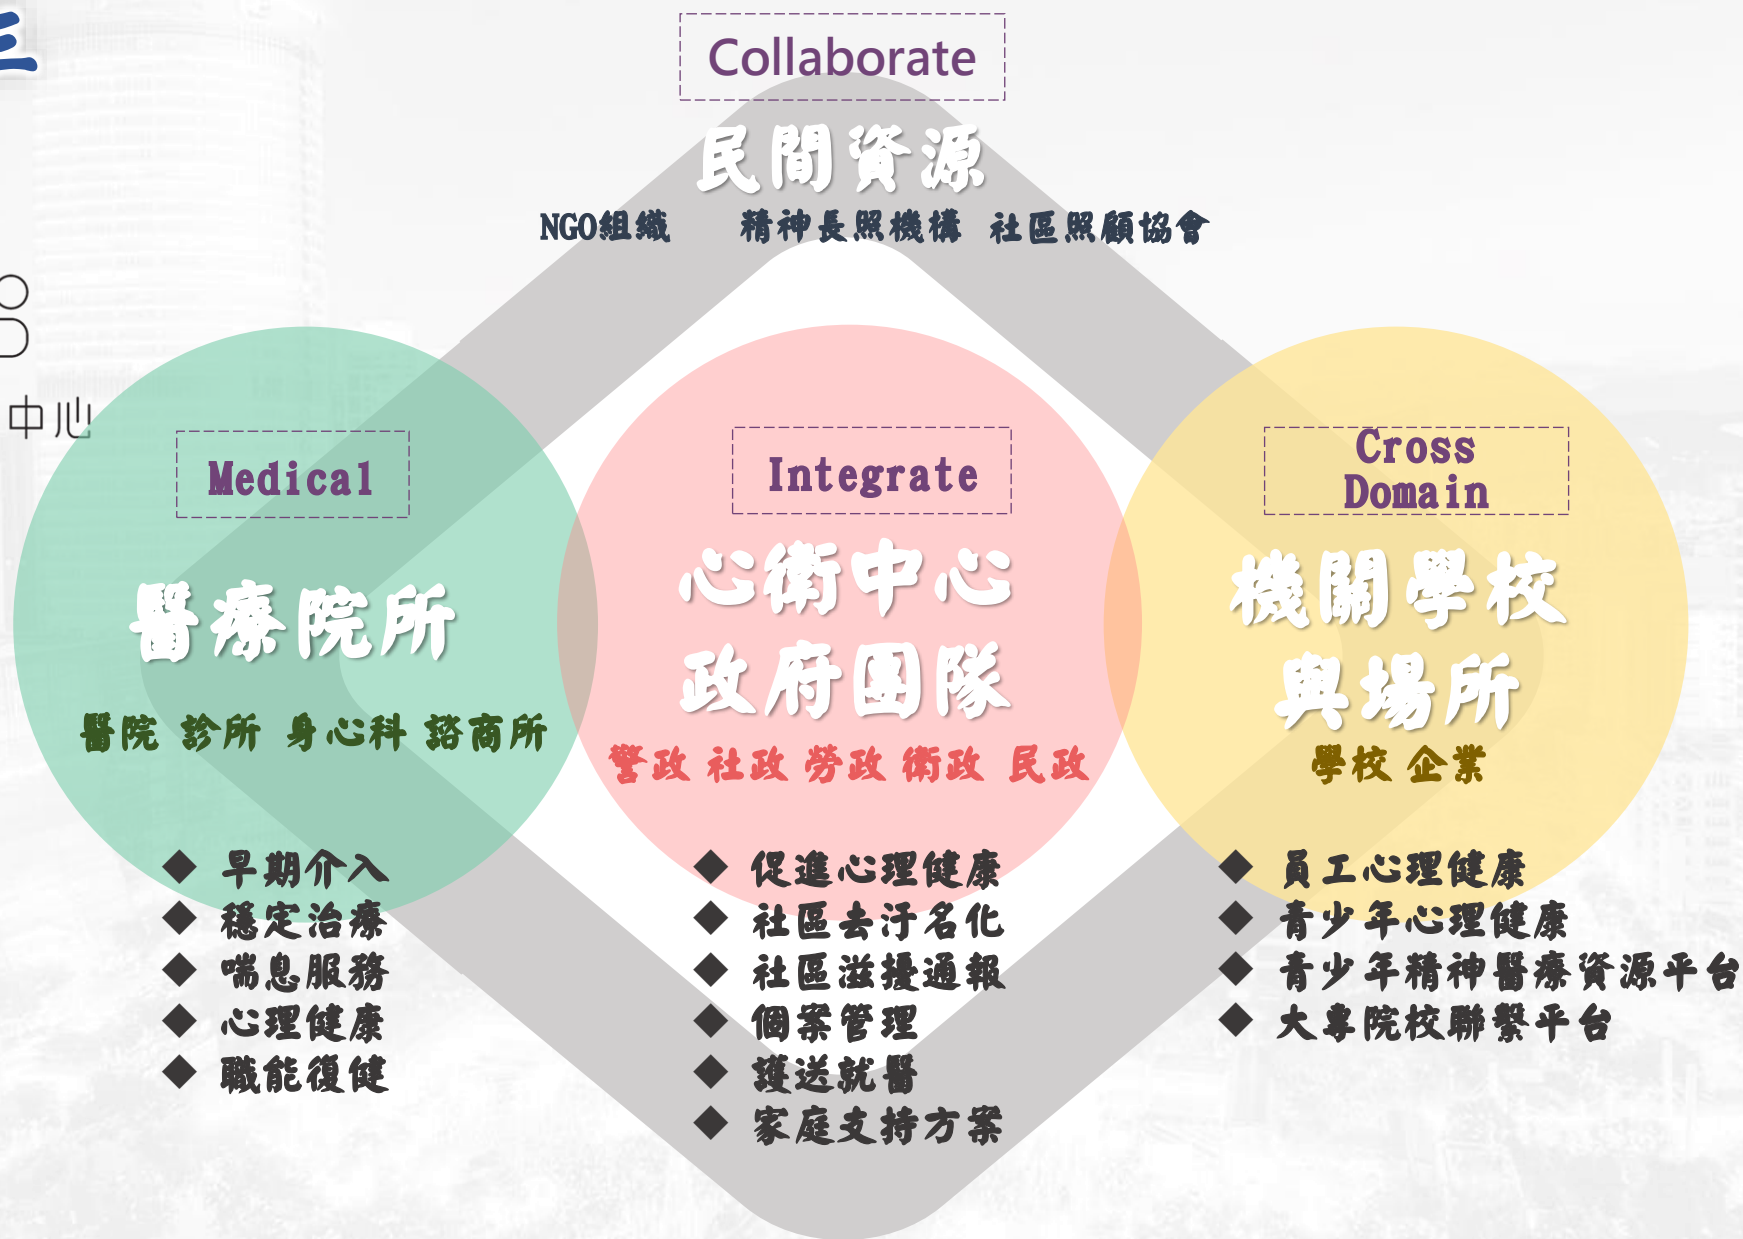 Collaborate
民間資源
NGO組織 精神長照機構 社區照顧協會
中心
Medical
醫療院所
醫院 診所 身心科 諮商所
早期介入
穩定治療
喘息服務
心理健康
職能復健
Integrate
心衛中心
政府團隊
警政 社政 勞政 衛政 民政
促進心理健康
社區去汙名化
社區滋擾通報
個案管理
護送就醫
家庭支持方案
Cross
Domain
機關學校
與場所
學校 企業
員工心理健康
青少年心理健康
青少年精神醫療資源平台
大專院校聯繫平台